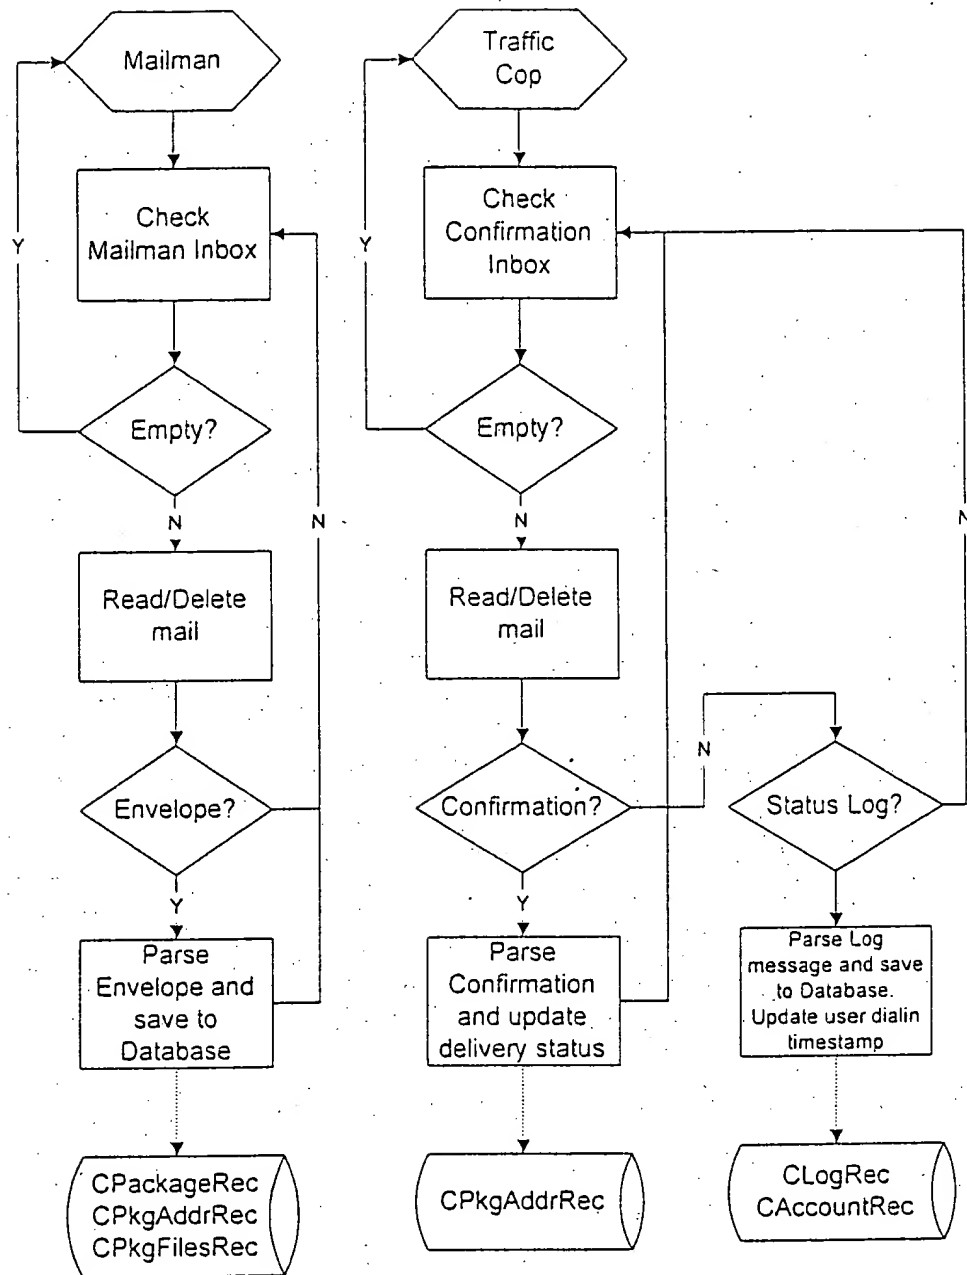 Mailman
Check
Mailman Inbox
Y
Empty?
N
N
Read/Delete
mail
Envelope?
Y
Parse
Envelope and
save to
Database
CPackageRec
CPkgAddrRec
CPkgFilesRec
Traffic
Cop
Check
Confirmation
Inbox
Y
Empty?
N
Read/Delete
mail
Confirmation?
N
Y
Parse
Confirmation
and update
delivery status
CPkgAddrRec
Status Log?
N
Parse Log
message and save
to Database.
Update user dialin
timestamp
CLogRec
CAccountRec